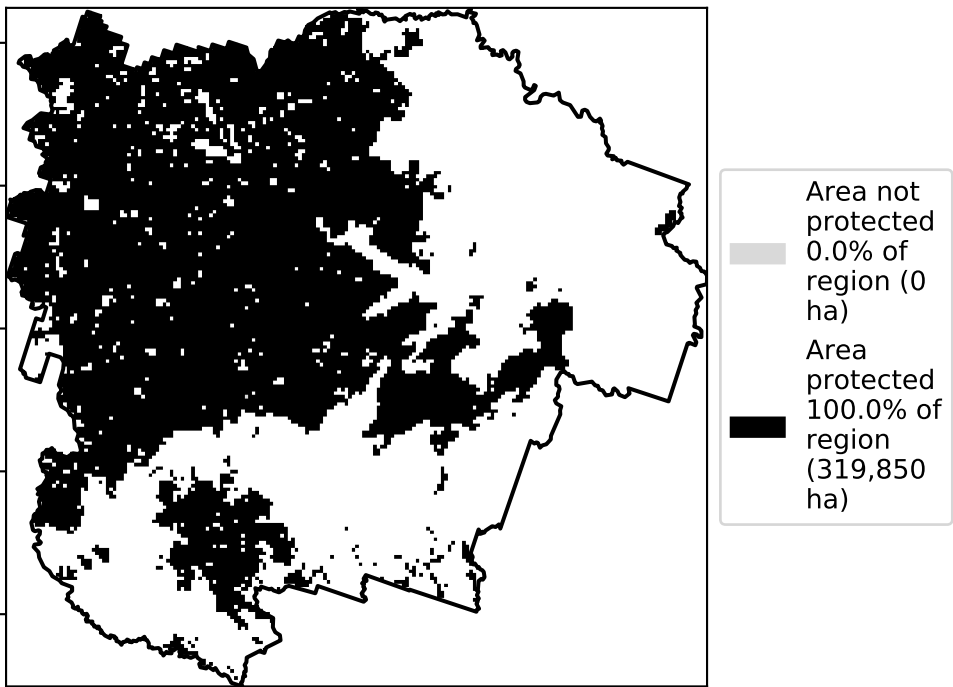 Area not
protected
0.0% of
region (0
ha)
Area
protected
100.0% of
region
(319,850
ha)